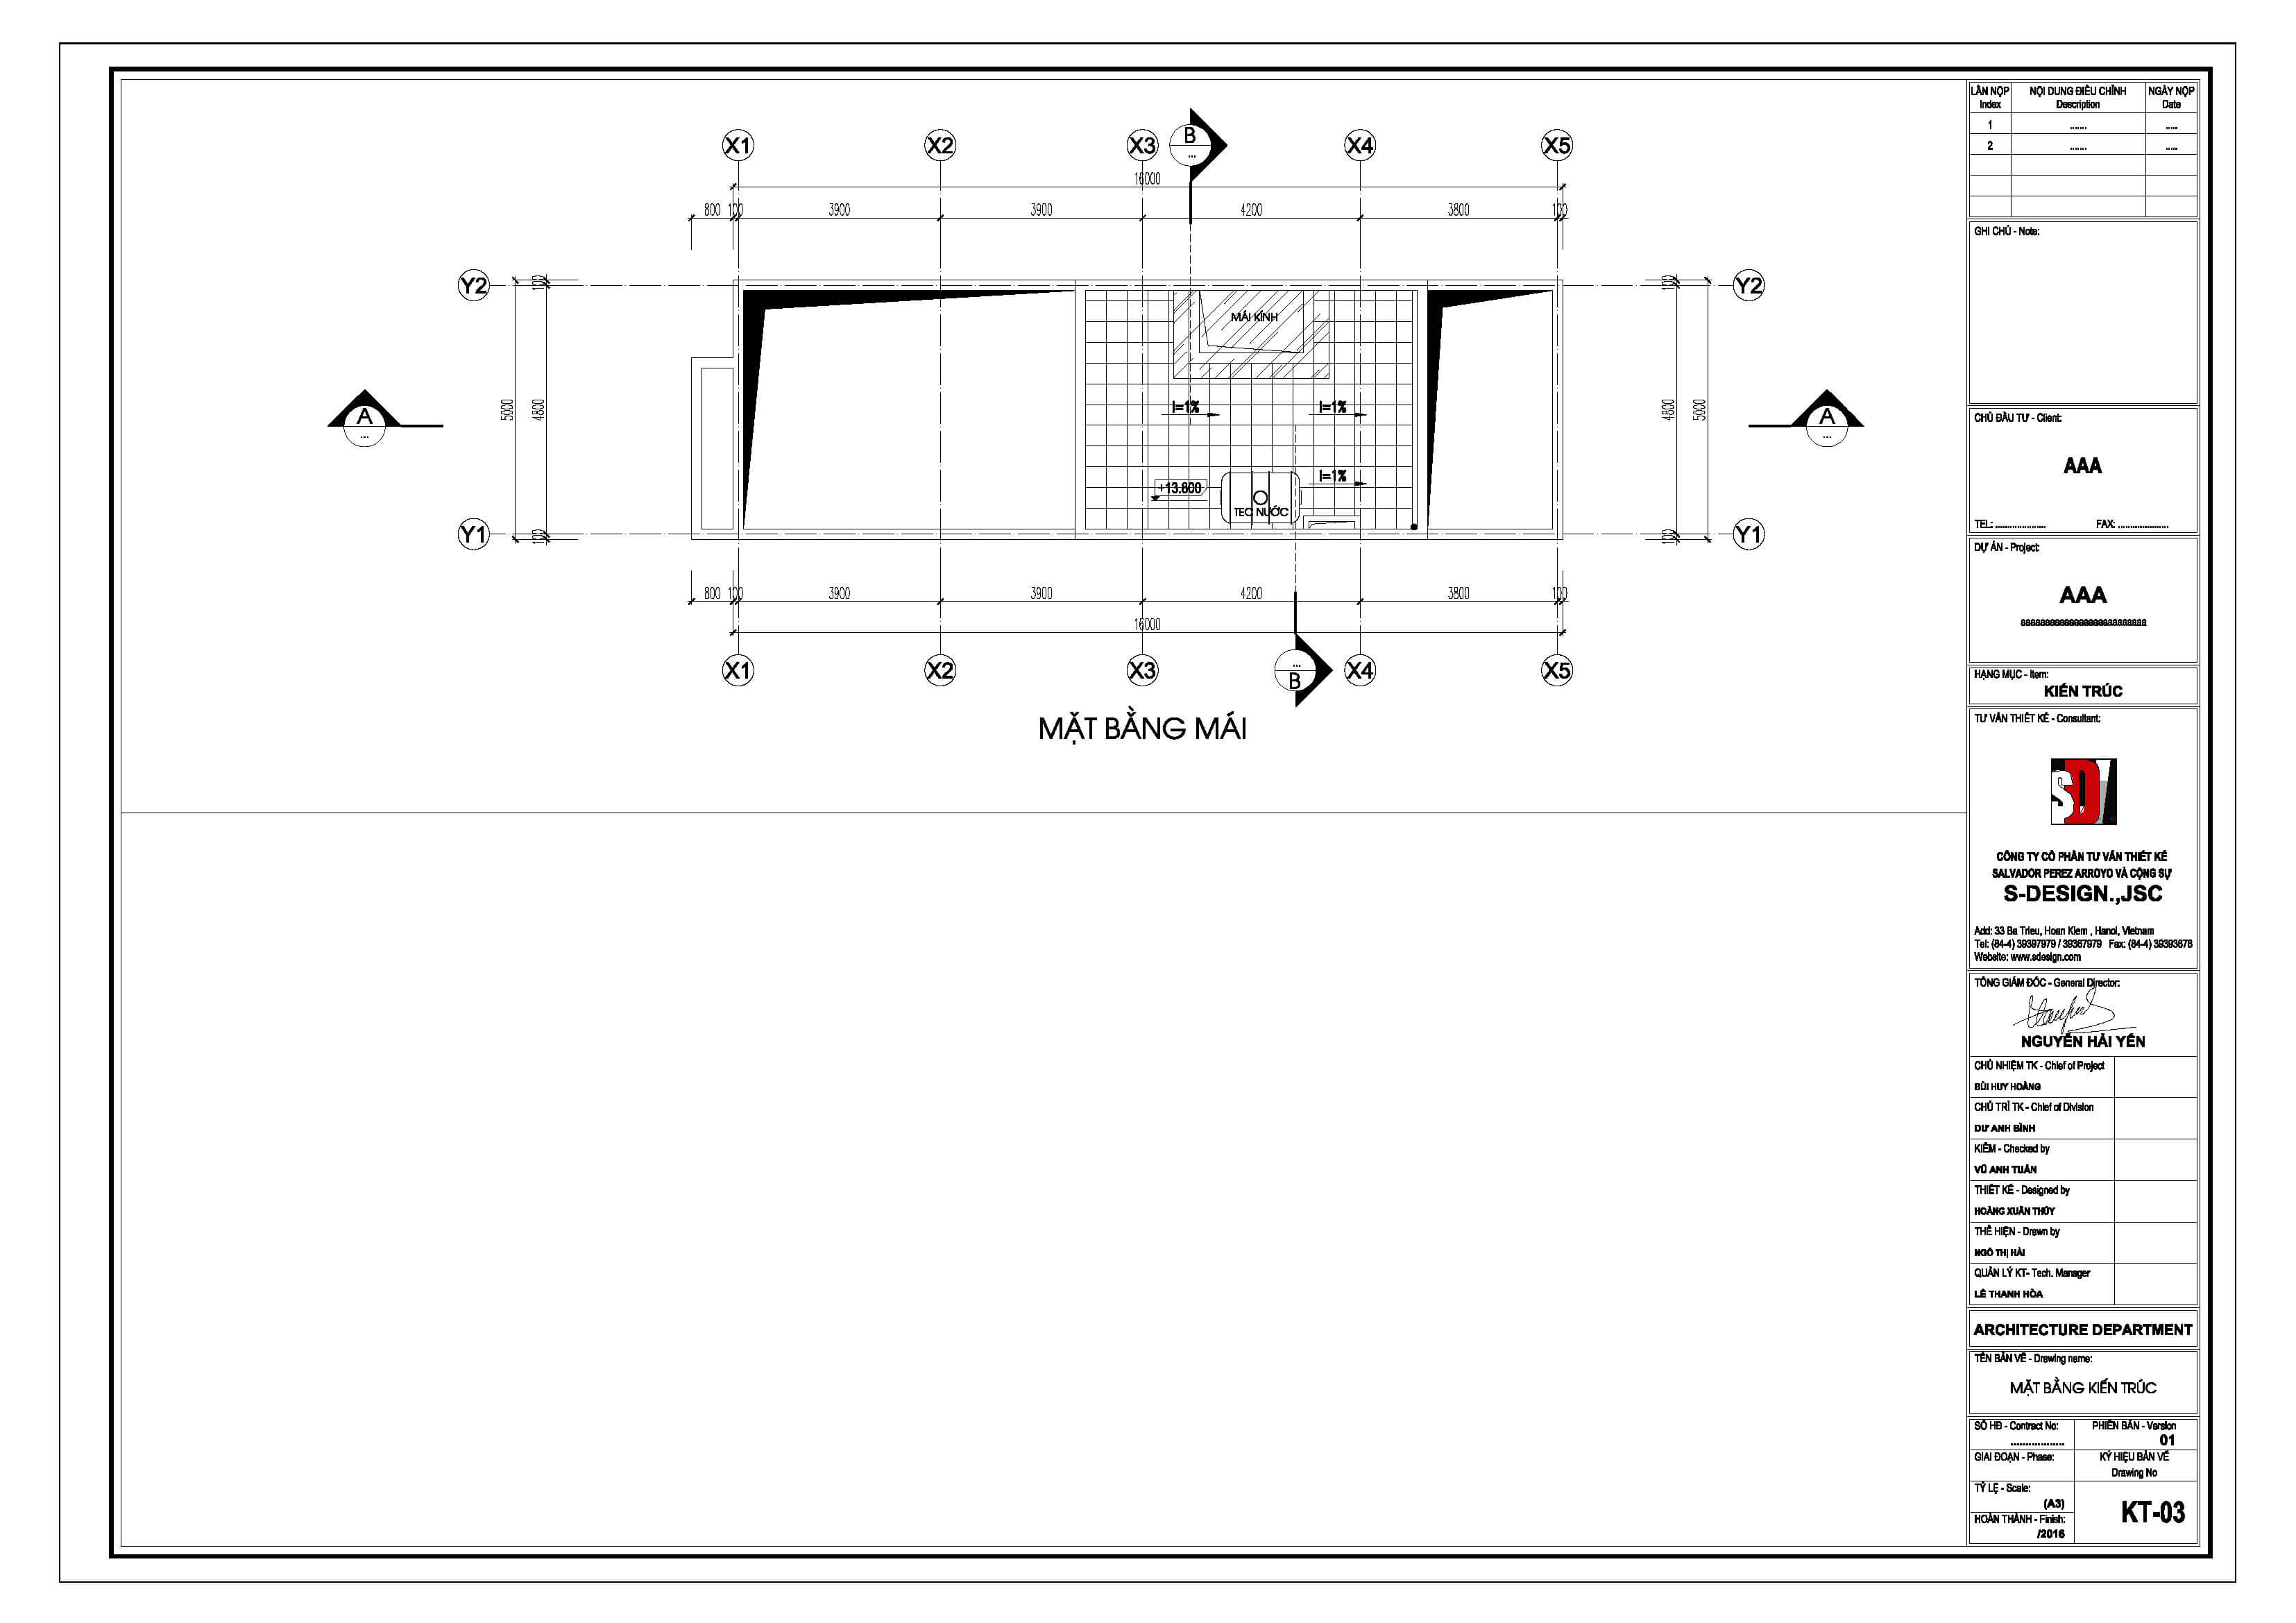 X1 X2 X3 B X4 X5
...
16000
800 100 3900 3900 4200 3800 100
Y2 100 100 Y2
MÁI KÍNH
A 5000 4800 i=1% i=1% 4800 5000 A
... ...
i=1%
+13.800
TEC NƯỚC
Y1 100 100 Y1
800 100 3900 3900 4200 3800 100
16000
X1 X2 X3 ... X4 X5
B
MẶT BẰNG MÁI
LẦN NỘP NỘI DUNG ĐIỀU CHỈNH NGÀY NỘP
Index Description Date
1 ....... .....
2 ....... .....
GHI CHÚ - Note:
CHỦ ĐẦU TƯ - Client:
AAA
TEL: .................... FAX: ....................
DỰ ÁN - Project:
AAA
HẠNG MỤC - Item:
KIẾN TRÚC
TƯ VẤN THIẾT KẾ - Consultant:
SD
CÔNG TY CỔ PHẦN TƯ VẤN THIẾT KẾ
SALVADOR PEREZ ARROYO VÀ CỘNG SỰ
S-DESIGN.,JSC
Add: 33 Ba Trieu, Hoan Kiem , Hanoi, Vietnam
Tel: (84-4) 39397979 / 39367979 Fax: (84-4) 39393676
Website: www.sdesign.com
TỔNG GIÁM ĐỐC - General Director:
NGUYỄN HẢI YẾN
CHỦ NHIỆM TK - Chief of Project
BÙI HUY HOÀNG
CHỦ TRÌ TK - Chief of Division
DƯ ANH BÌNH
KIỂM - Checked by
VŨ ANH TUẤN
THIẾT KẾ - Designed by
HOÀNG XUÂN THỦY
THỂ HIỆN - Drawn by
NGÔ THỊ HẢI
QUẢN LÝ KT- Tech. Manager
LÊ THANH HÒA
ARCHITECTURE DEPARTMENT
TÊN BẢN VẼ - Drawing name:
MẶT BẰNG KIẾN TRÚC
SỐ HĐ - Contract No: PHIÊN BẢN - Version
.................. 01
GIAI ĐOẠN - Phase: KÝ HIỆU BẢN VẼ
Drawing No
TỶ LỆ - Scale:
(A3)
KT-03
HOÀN THÀNH - Finish:
/2016